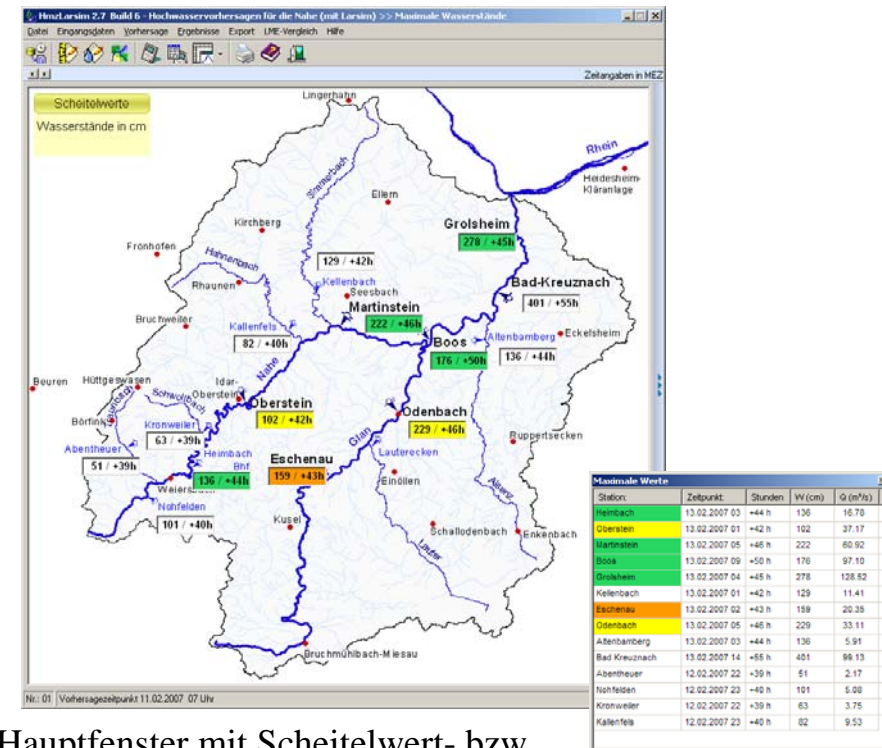 HmzLarsim 2.7 Build 6 - Hochwasservorhersagen für die Nahe (mit Larsim) >> Maximale Wasserstände
Datei Eingangsdaten Vorhersage Ergebnisse Export LME-Vergleich Hilfe
Zeitangaben in MEZ
Scheitelwerte
Wasserstände in cm
Lingerhahn
Rhein
Heidesheim-
Kläranlage
Simmerbach
Ellern
Kirchberg
Grolsheim
278 / +45h
Fronhofen
Hahnenbach
129 / +42h
Rhaunen
Kellenbach
Seesbach
Bad-Kreuznach
401 / +55h
Martinstein
222 / +46h
Bruchweiler
Kallenfels
82 / +40h
Boos
176 / +50h
Altenbamberg
136 / +44h
Eckelsheim
Nahe
Beuren
Hüttgeswasen
Idar-
Oberstein
Schwollbach
Oberstein
102 / +42h
Odenbach
229 / +46h
Börfink
Kronweiler
63 / +39h
Glan
Ruppertsecken
Abentheuer
51 / +39h
Heimbach
Bhf
136 / +44h
Eschenau
159 / +43h
Lauterecken
Einöllen
Alsenz
Weiersbach
Nohfelden
101 / +40h
Kusel
Schallodenbach
Enkenbach
Lauter
Bruchmühlbach-Miesau
Nr.: 01 Vorhersagezeitpunkt 11.02.2007 07 Uhr
Maximale Werte
Station: Zeitpunkt: Stunden W (cm) Q (m³/s)
Heimbach 13.02.2007 03 +44 h 136 16.78
Oberstein 13.02.2007 01 +42 h 102 37.17
Martinstein 13.02.2007 05 +46 h 222 60.92
Boos 13.02.2007 09 +50 h 176 97.10
Grolsheim 13.02.2007 04 +45 h 278 128.52
Kellenbach 13.02.2007 01 +42 h 129 11.41
Eschenau 13.02.2007 02 +43 h 159 20.35
Odenbach 13.02.2007 05 +46 h 229 33.11
Altenbamberg 13.02.2007 03 +44 h 136 5.91
Bad Kreuznach 13.02.2007 14 +55 h 401 99.13
Abentheuer 12.02.2007 22 +39 h 51 2.17
Nohfelden 12.02.2007 23 +40 h 101 5.08
Kronweiler 12.02.2007 22 +39 h 63 3.75
Kallenfels 12.02.2007 23 +40 h 82 9.53
Hauptfenster mit Scheitelwert- bzw.